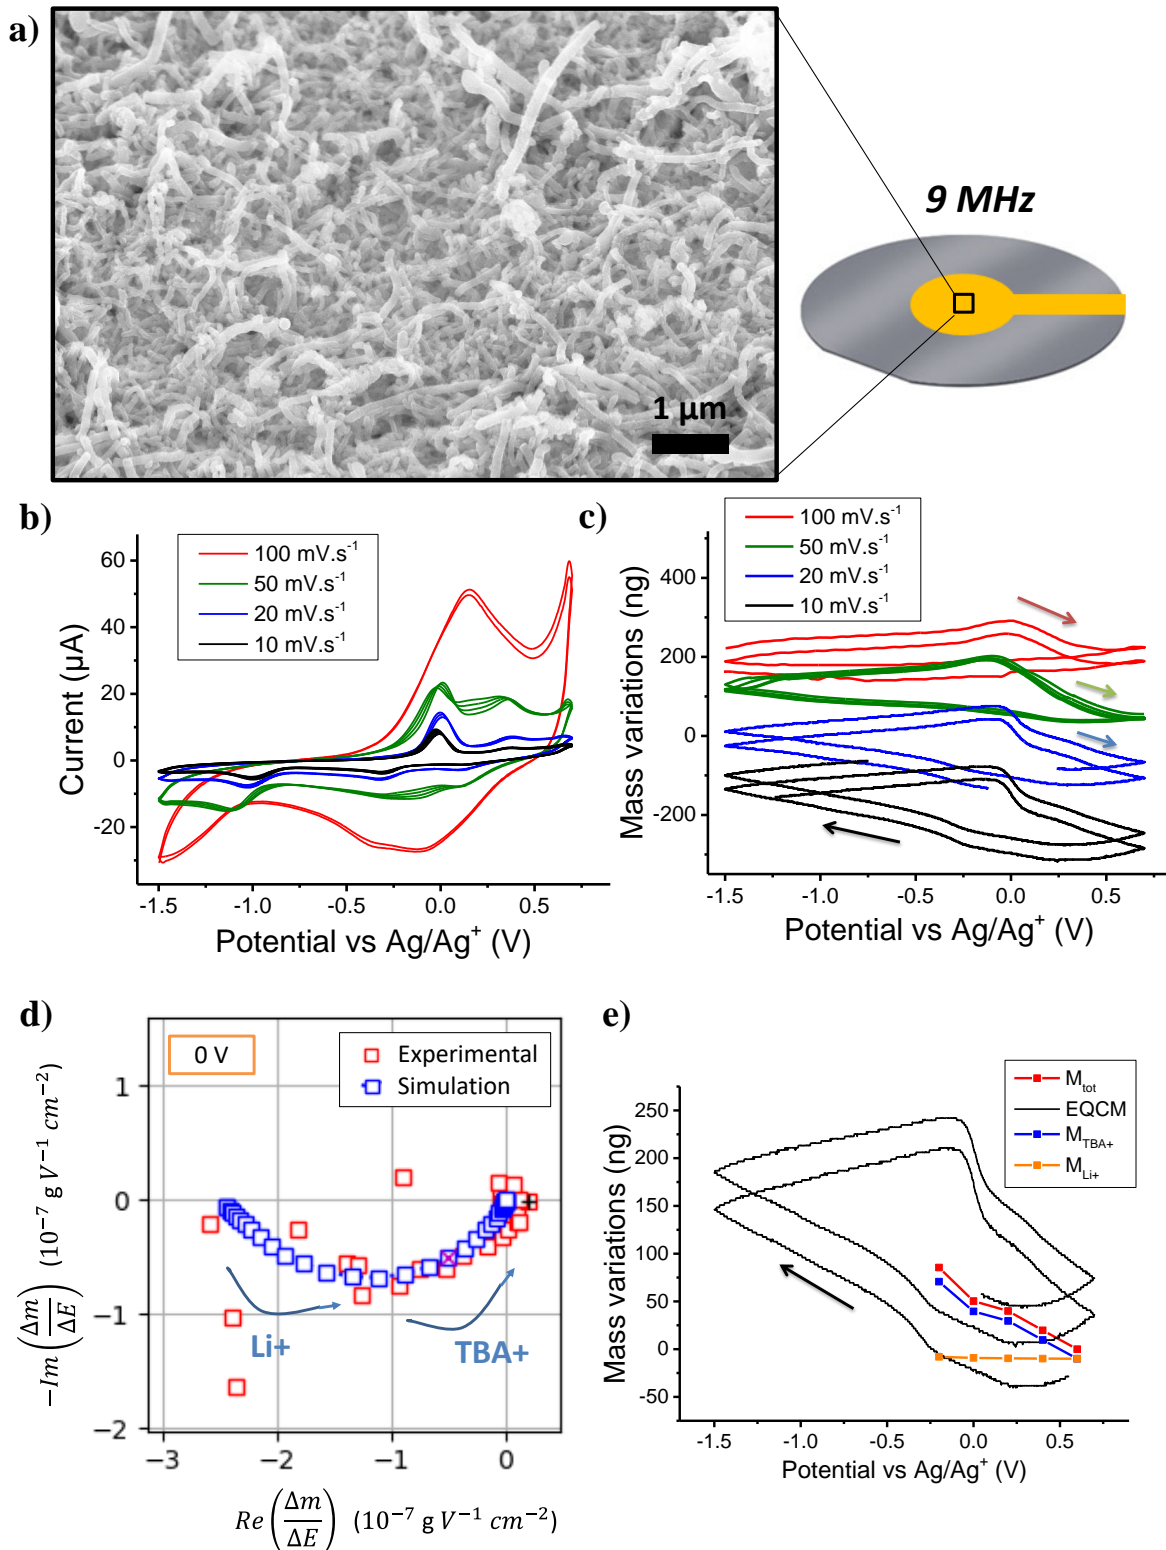 a)
9 MHz
1 µm
b)
100 mV.s⁻¹
50 mV.s⁻¹
20 mV.s⁻¹
10 mV.s⁻¹
60
40
20
0
-20
Current (µA)
-1.5
-1.0
-0.5
0.0
0.5
Potential vs Ag/Ag⁺ (V)
c)
100 mV.s⁻¹
50 mV.s⁻¹
20 mV.s⁻¹
10 mV.s⁻¹
400
200
0
-200
Mass variations (ng)
-1.5
-1.0
-0.5
0.0
0.5
Potential vs Ag/Ag⁺ (V)
d)
0 V
Experimental
Simulation
1
0
−1
−2
−Im(Δm/ΔE) (10⁻⁷ g V⁻¹ cm⁻²)
Li+
TBA+
−3
−2
−1
0
Re(Δm/ΔE) (10⁻⁷ g V⁻¹ cm⁻²)
e)
Mtot
EQCM
MTBA+
MLi+
250
200
150
100
50
0
-50
Mass variations (ng)
-1.5
-1.0
-0.5
0.0
0.5
Potential vs Ag/Ag⁺ (V)